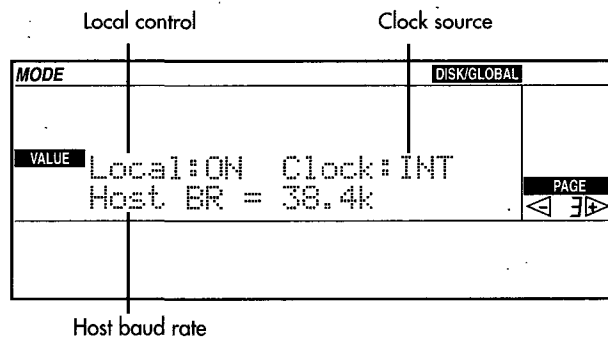 Local control Clock source
MODE DISK/GLOBAL
VALUE Local:ON Clock:INT
Host BR = 38.4k
PAGE
- 3 +
Host baud rate